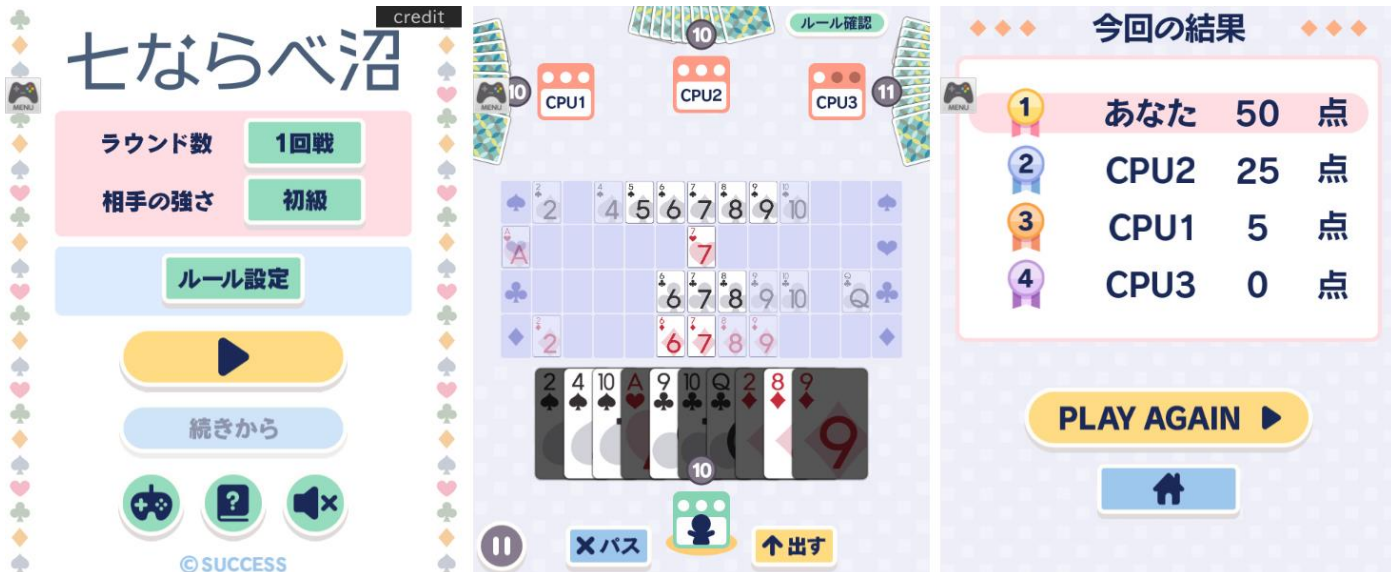 credit
七ならべ沼
MENU
ラウンド数 1回戦
相手の強さ 初級
ルール設定
続きから
© SUCCESS
10
ルール確認
MENU
10 CPU1
CPU2
CPU3 11
2 4 5 6 7 8 9 10
A 7
6 7 8 9 10 Q
2 6 7 8 9
2 4 10 A 9 10 Q 2 8 9
9
10
×パス
↑出す
今回の結果
MENU
1 あなた 50 点
2 CPU2 25 点
3 CPU1 5 点
4 CPU3 0 点
PLAY AGAIN